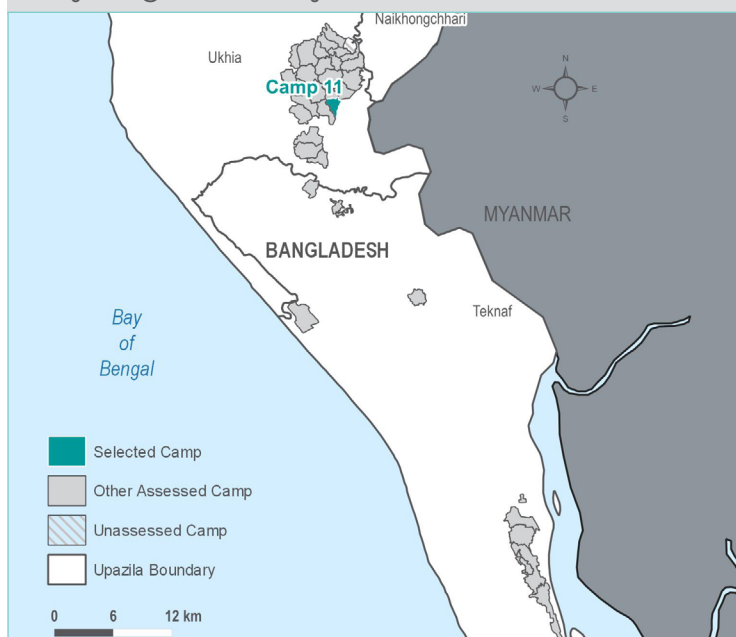 Naikhongchhari
Ukhia
Camp 11
N
W
E
S
MYANMAR
BANGLADESH
Teknaf
Bay
of
Bengal
Selected Camp
Other Assessed Camp
Unassessed Camp
Upazila Boundary
0 6 12 km